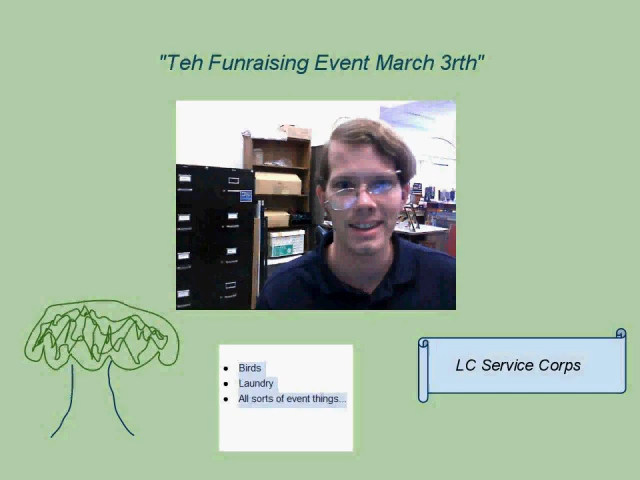 "Teh Funraising Event March 3rth"
Birds
Laundry
All sorts of event things...
LC Service Corps